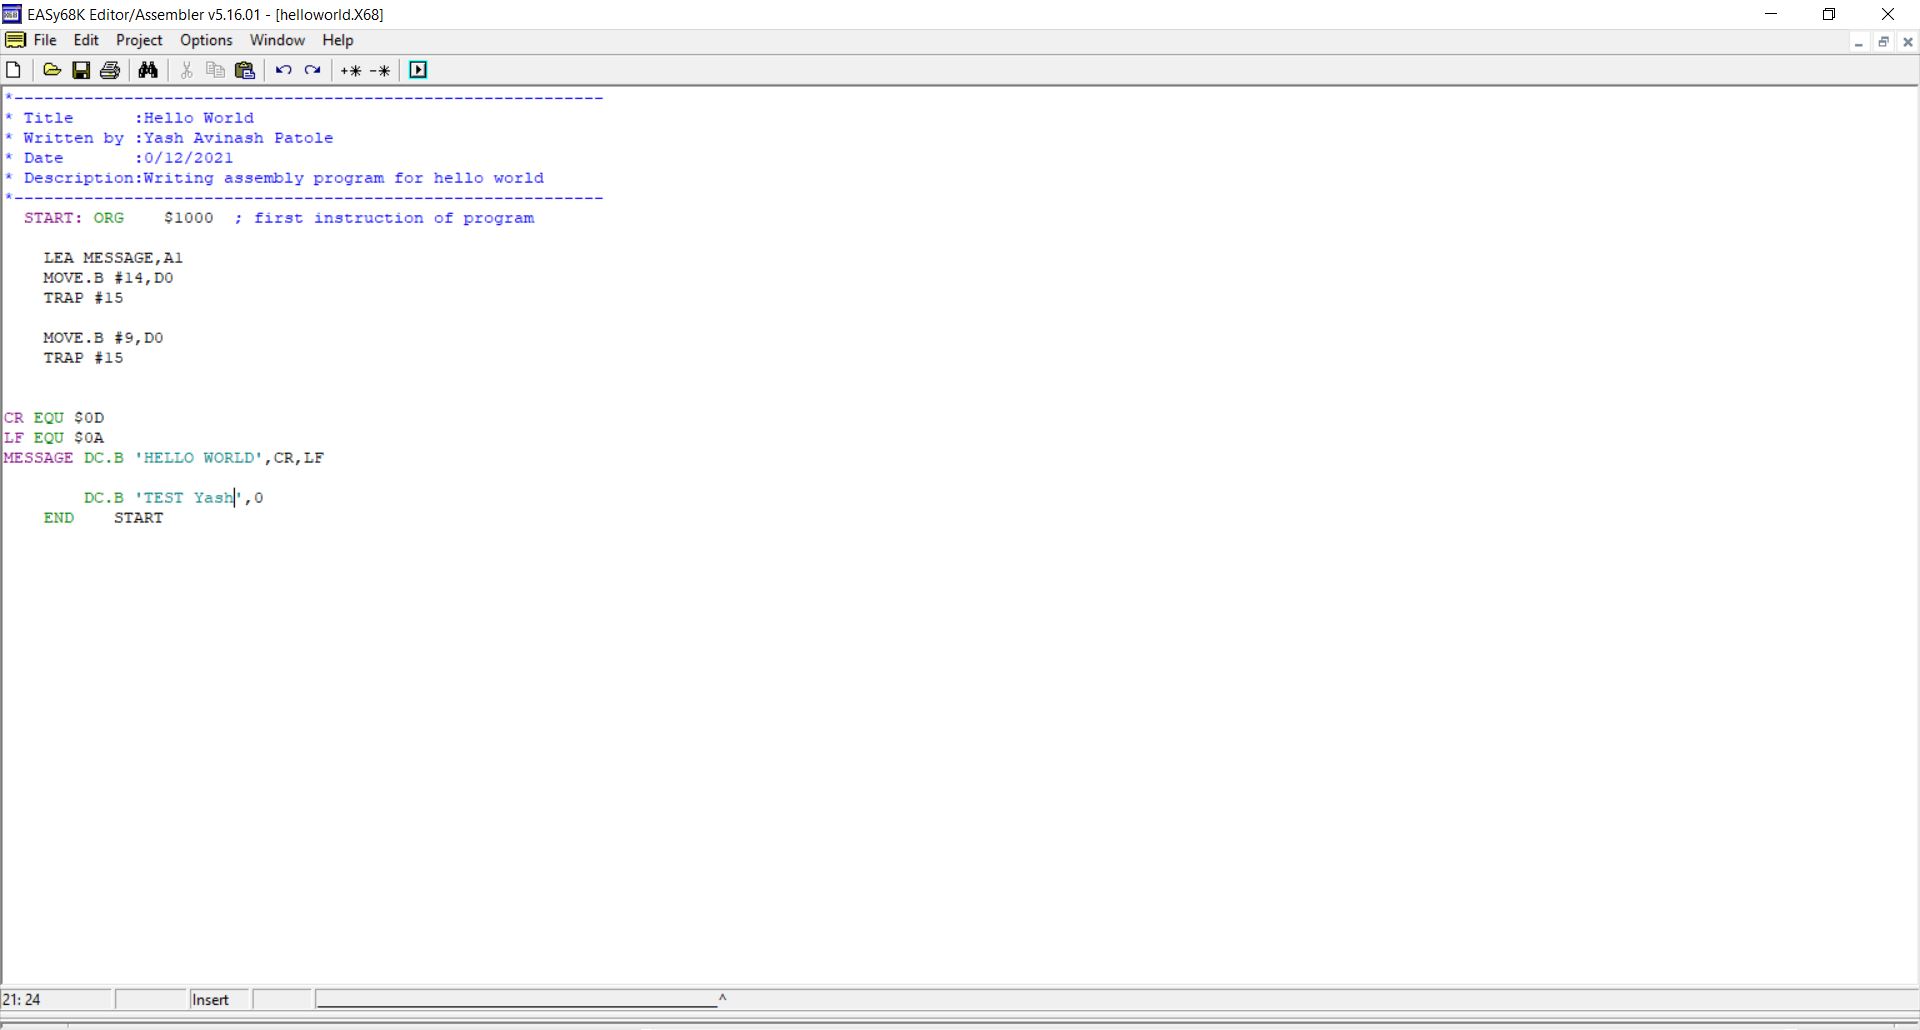 EASy68K Editor/Assembler v5.16.01 - [helloworld.X68]
File Edit Project Options Window Help
*-----------------------------------------------------------
* Title      :Hello World
* Written by :Yash Avinash Patole
* Date       :0/12/2021
* Description:Writing assembly program for hello world
*-----------------------------------------------------------
START: ORG    $1000  ; first instruction of program
LEA MESSAGE,A1
MOVE.B #14,D0
TRAP #15
MOVE.B #9,D0
TRAP #15
CR EQU $0D
LF EQU $0A
MESSAGE DC.B 'HELLO WORLD',CR,LF
DC.B 'TEST Yash',0
END    START
21: 24 Insert